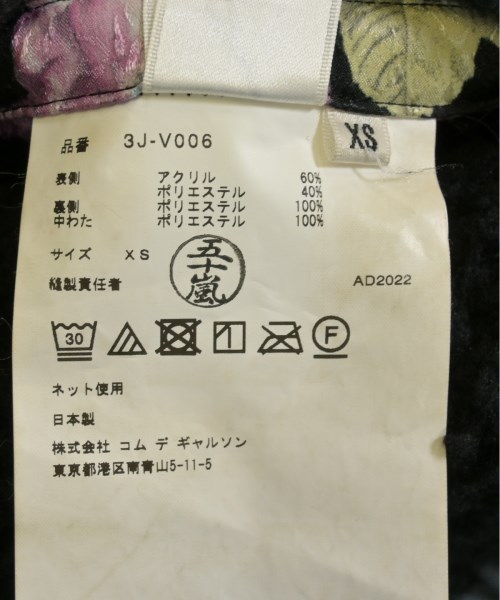 XS
品番 3J-V006
表側 アクリル 60%
ポリエステル 40%
裏側 ポリエステル 100%
中わた ポリエステル 100%
サイズ XS
縫製責任者 五十嵐 AD2022
30 1 F
ネット使用
日本製
株式会社 コム デ ギャルソン
東京都港区南青山5-11-5